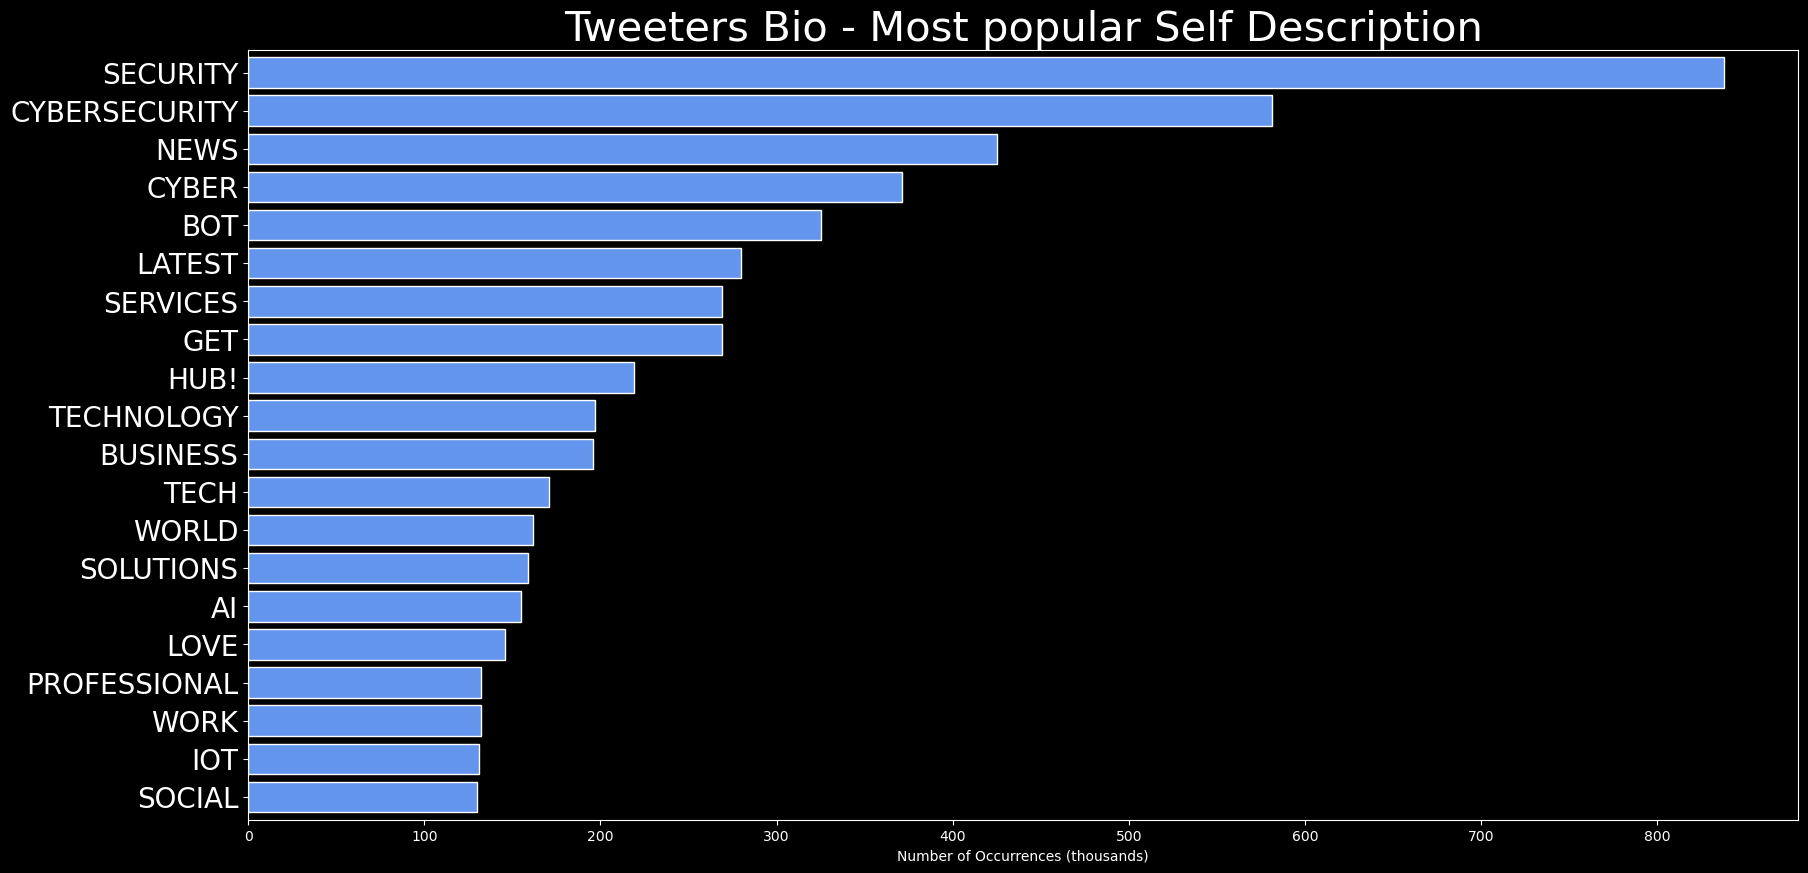 Tweeters Bio - Most popular Self Description
SECURITY
CYBERSECURITY
NEWS
CYBER
BOT
LATEST
SERVICES
GET
HUB!
TECHNOLOGY
BUSINESS
TECH
WORLD
SOLUTIONS
AI
LOVE
PROFESSIONAL
WORK
IOT
SOCIAL
0 100 200 300 400 500 600 700 800
Number of Occurrences (thousands)